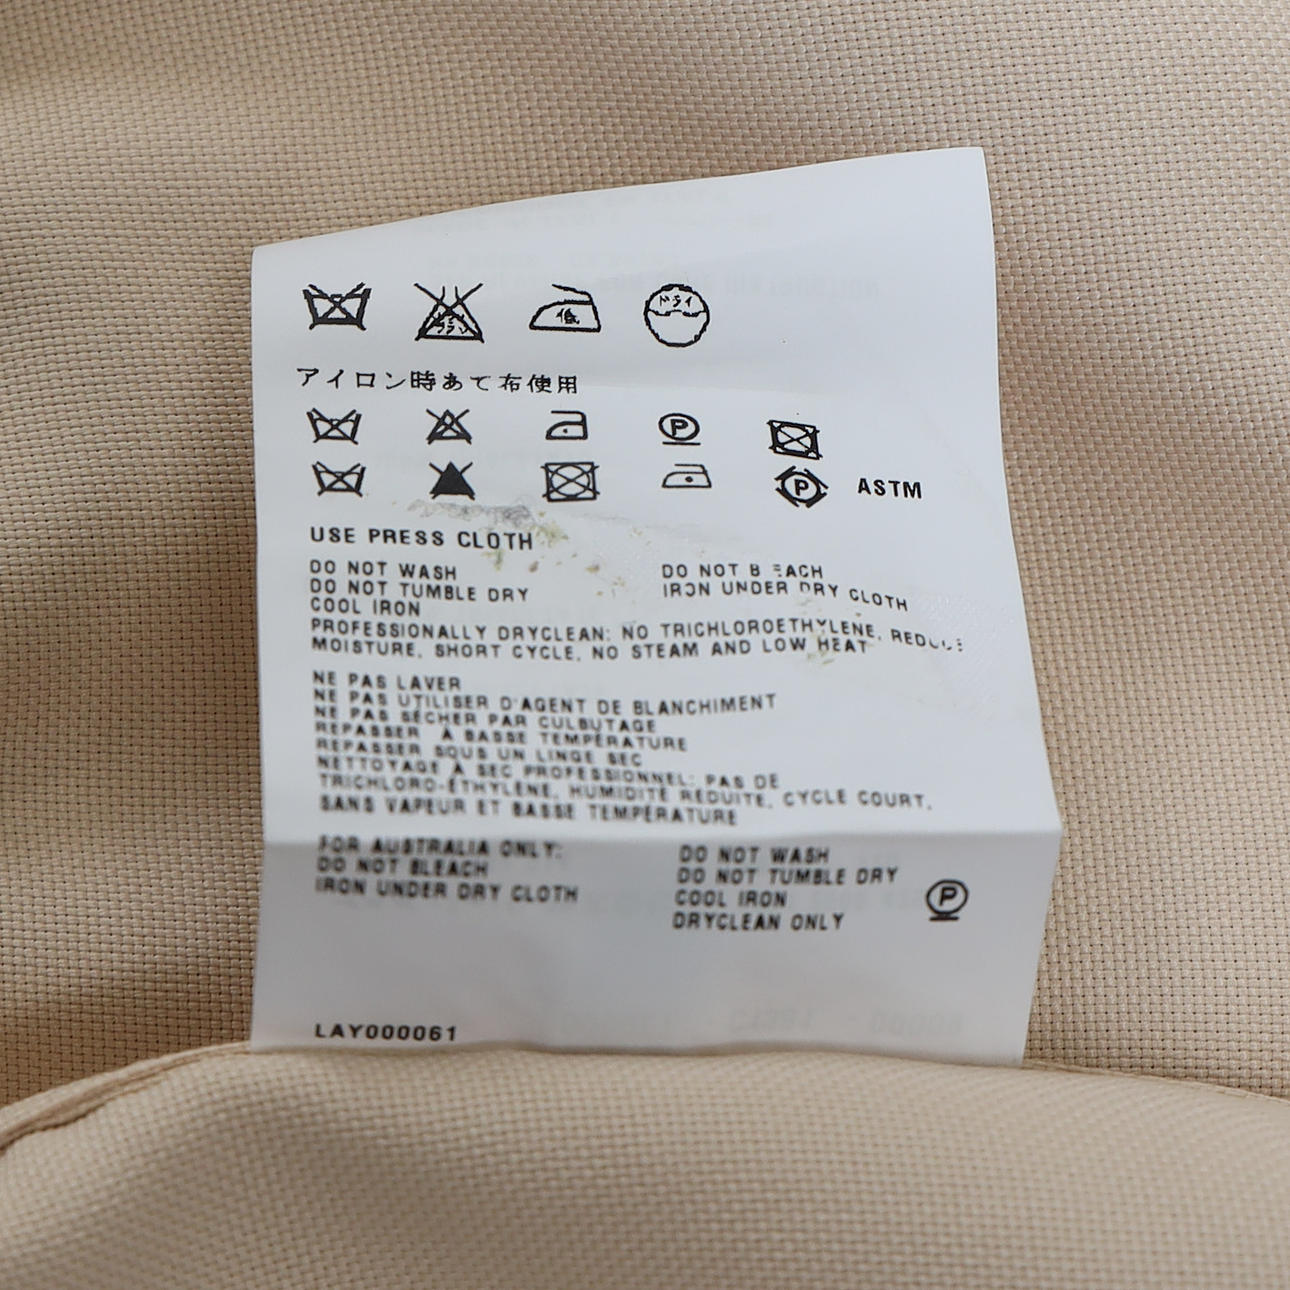 ドライ
低
アイロン時あて布使用
P
P ASTM
USE PRESS CLOTH
DO NOT WASH DO NOT B EACH
DO NOT TUMBLE DRY IRON UNDER DRY CLOTH
COOL IRON
PROFESSIONALLY DRYCLEAN: NO TRICHLOROETHYLENE, REDUCE
MOISTURE, SHORT CYCLE, NO STEAM AND LOW HEAT
NE PAS LAVER
NE PAS UTILISER D'AGENT DE BLANCHIMENT
NE PAS SÉCHER PAR CULBUTAGE
REPASSER À BASSE TEMPÉRATURE
REPASSER SOUS UN LINGE SEC
NETTOYAGE À SEC PROFESSIONNEL: PAS DE
TRICHLORO-ÉTHYLÈNE, HUMIDITÉ RÉDUITE, CYCLE COURT,
SANS VAPEUR ET BASSE TEMPÉRATURE
FOR AUSTRALIA ONLY: DO NOT WASH
DO NOT BLEACH DO NOT TUMBLE DRY
IRON UNDER DRY CLOTH COOL IRON P
DRYCLEAN ONLY
LAY000061